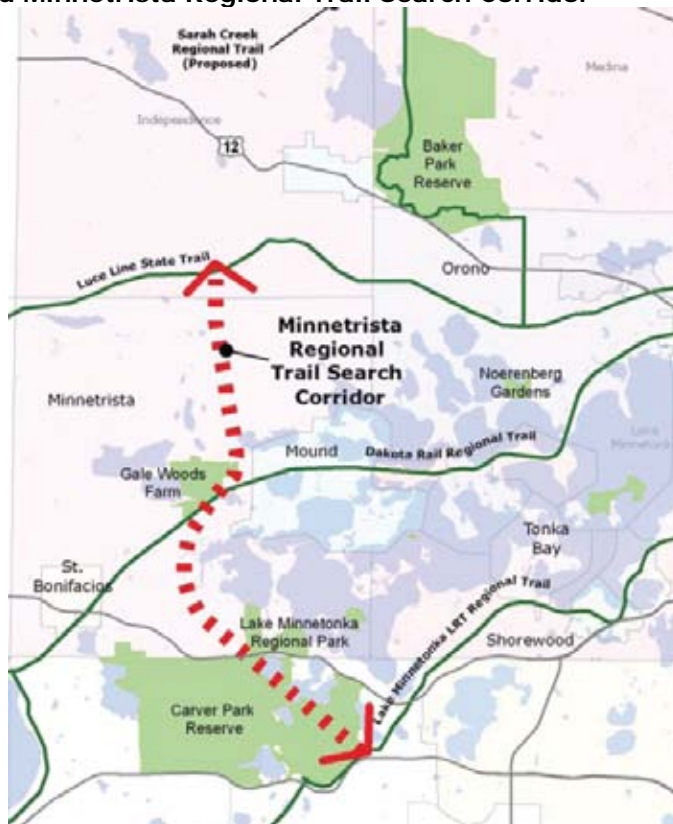 Minnetrista Regional Trail Search Corridor
Sarah Creek
Regional Trail
(Proposed)
Medina
Independence
12
Baker
Park
Reserve
Luce Line State Trail
Orono
Minnetrista
Regional
Trail Search
Corridor
Noerenberg
Gardens
Minnetrista
Lake
Mound
Dakota Rail Regional Trail
Gale Woods
Farm
Tonka
Bay
St.
Bonifacios
Lake Minnetonka LRT Regional Trail
Lake Minnetonka
Regional Park
Shorewood
Carver Park
Reserve